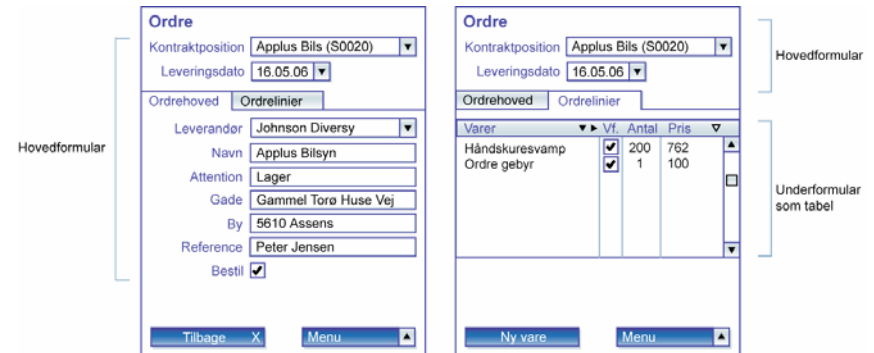 Ordre
Kontraktposition Applus Bils (S0020)
Leveringsdato 16.05.06
Ordrehoved Ordrelinier
Leverandør Johnson Diversy
Navn Applus Bilsyn
Attention Lager
Gade Gammel Torø Huse Vej
By 5610 Assens
Reference Peter Jensen
Bestil
Tilbage X Menu
Hovedformular
Ordre
Kontraktposition Applus Bils (S0020)
Leveringsdato 16.05.06
Ordrehoved Ordrelinier
Varer Vf. Antal Pris
Håndskuresvamp 200 762
Ordre gebyr 1 100
Ny vare Menu
Hovedformular
Underformular
som tabel